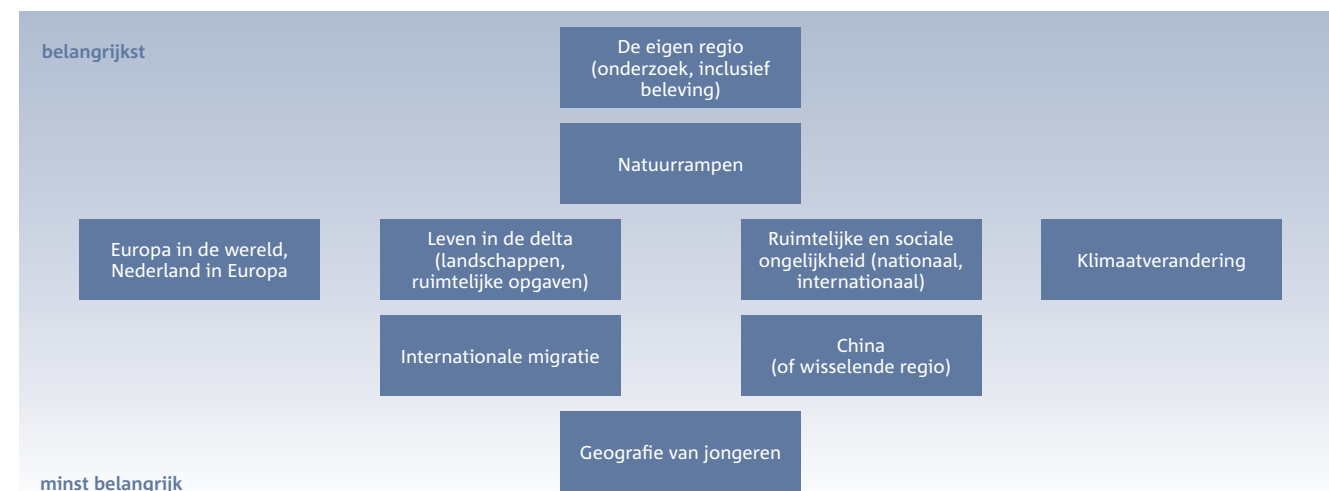 belangrijkst
De eigen regio
(onderzoek, inclusief
beleving)
Natuurrampen
Europa in de wereld,
Nederland in Europa
Leven in de delta
(landschappen,
ruimtelijke opgaven)
Ruimtelijke en sociale
ongelijkheid (nationaal,
internationaal)
Klimaatverandering
Internationale migratie
China
(of wisselende regio)
Geografie van jongeren
minst belangrijk